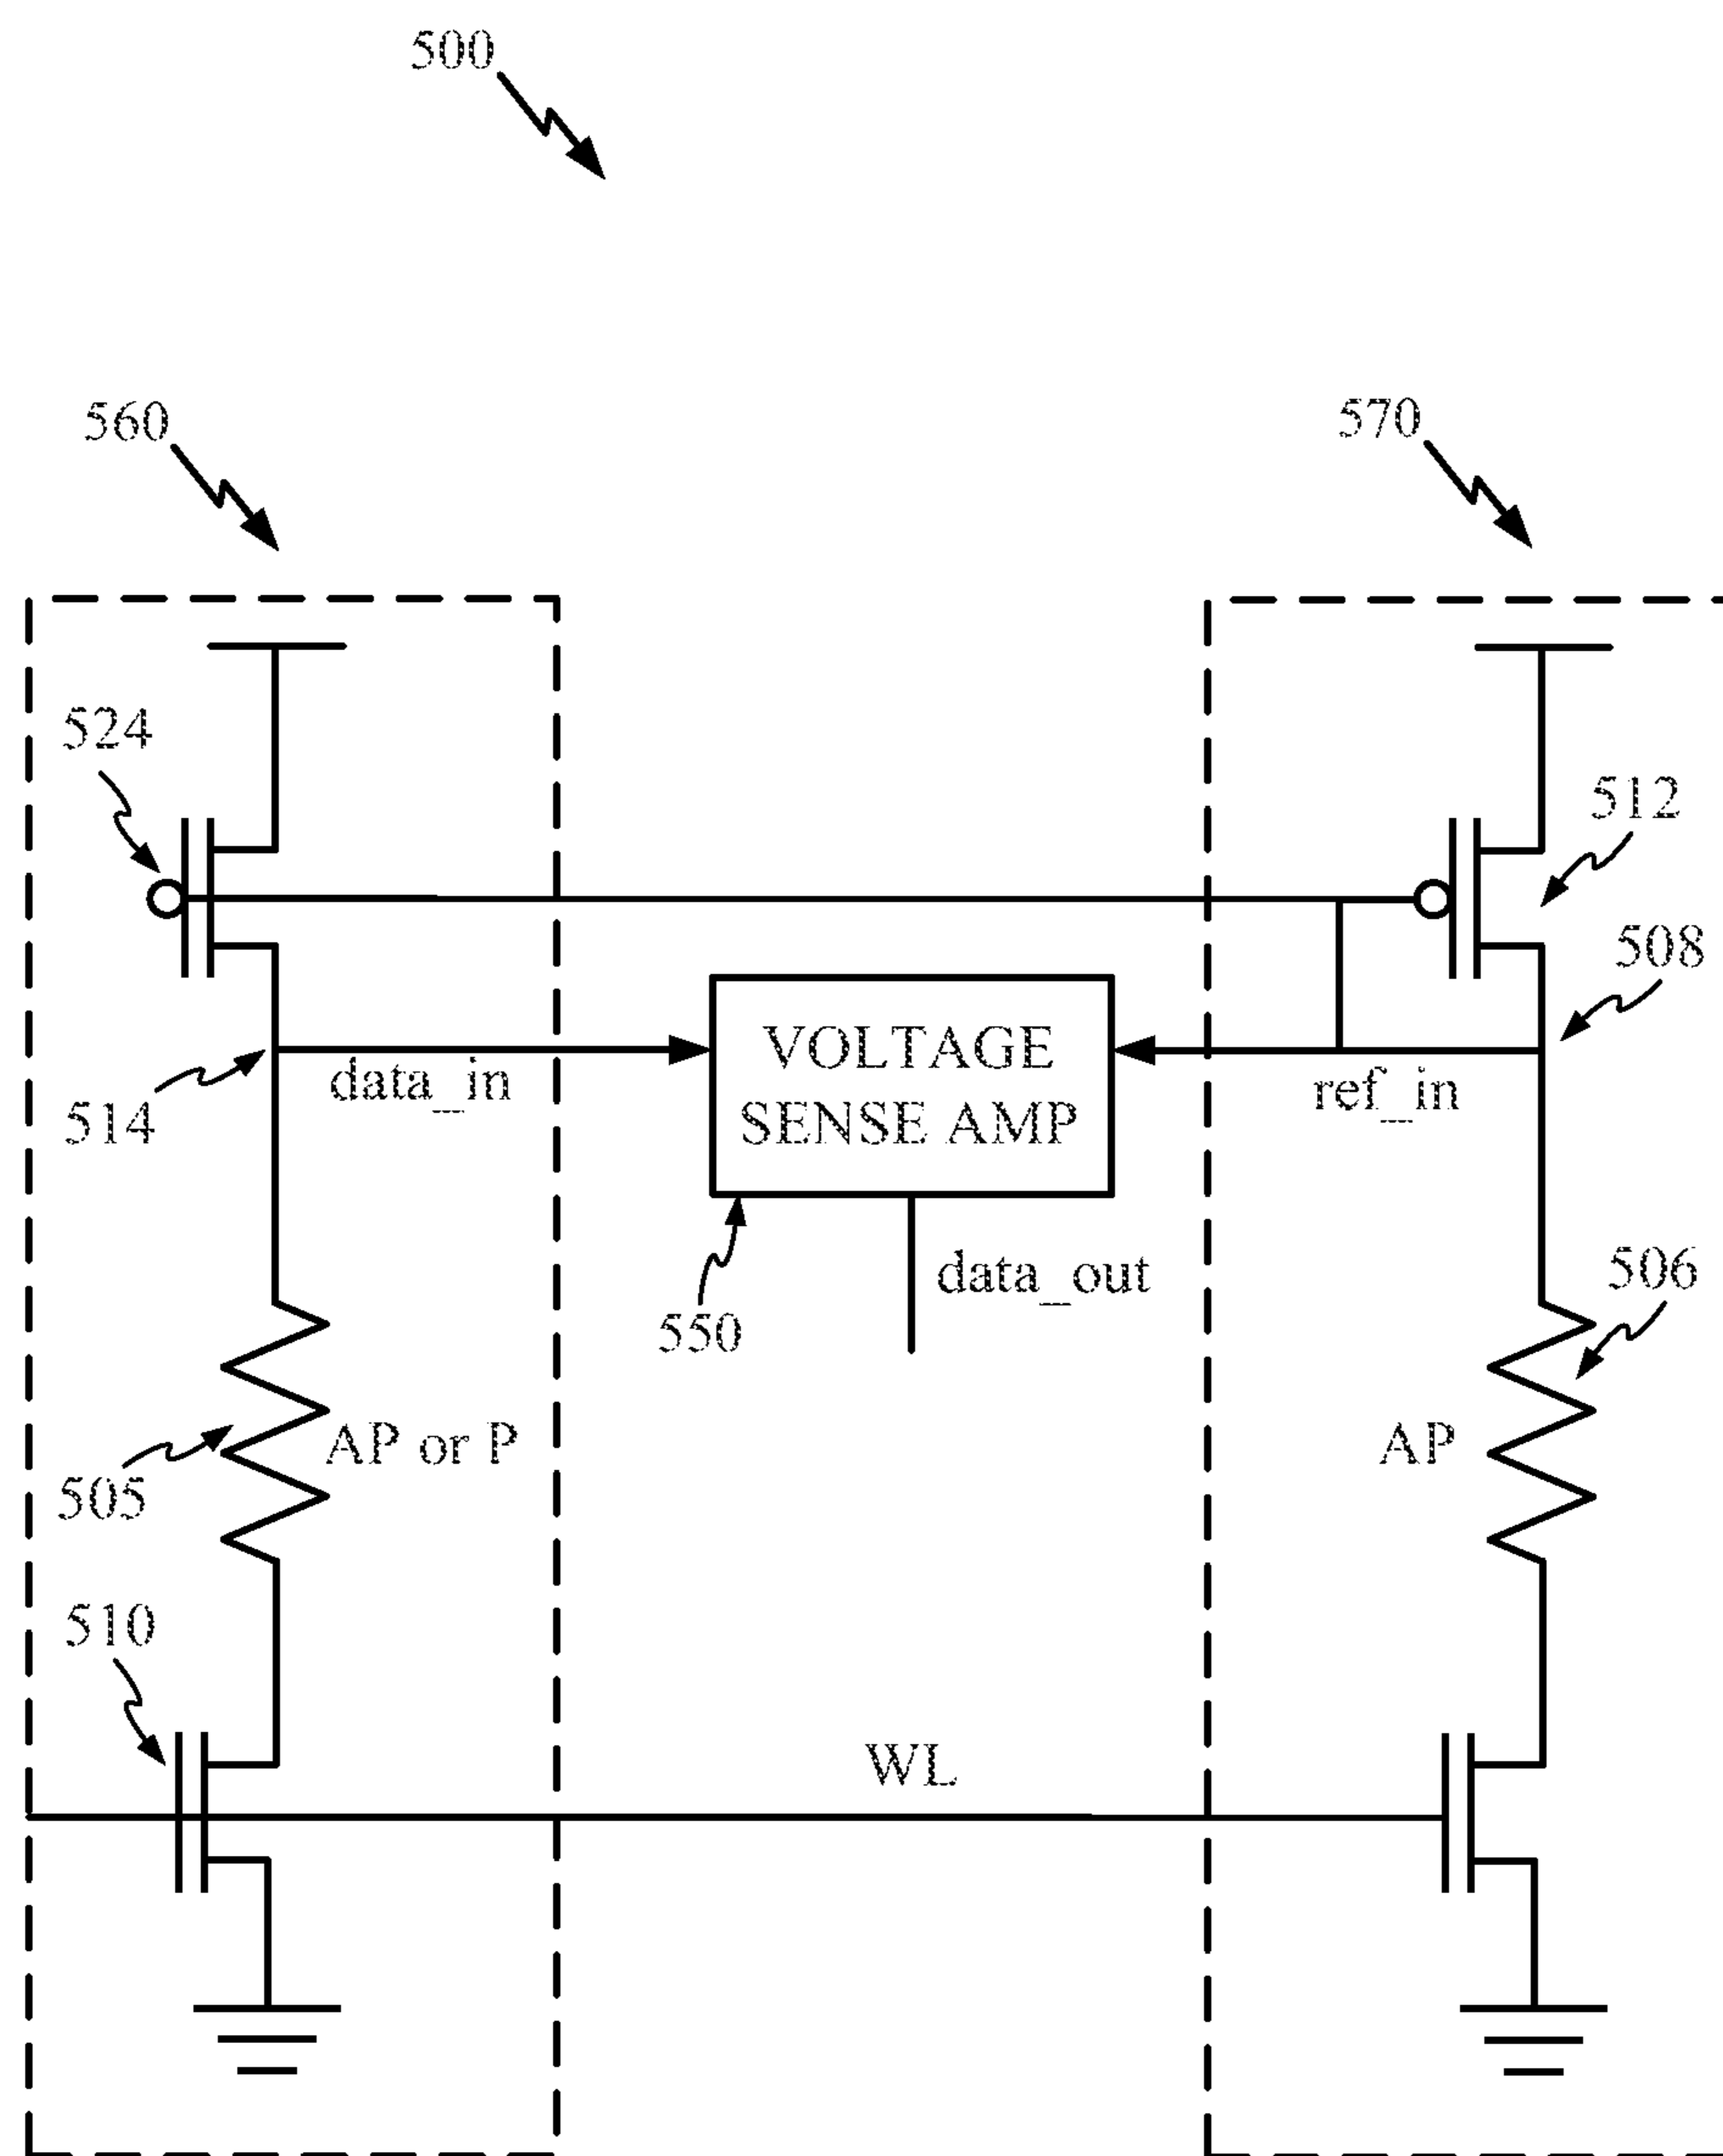 500
560
570
524
512
508
VOLTAGE
SENSE AMP
data_in
ref_in
514
data_out
506
550
AP or P
AP
505
510
WL